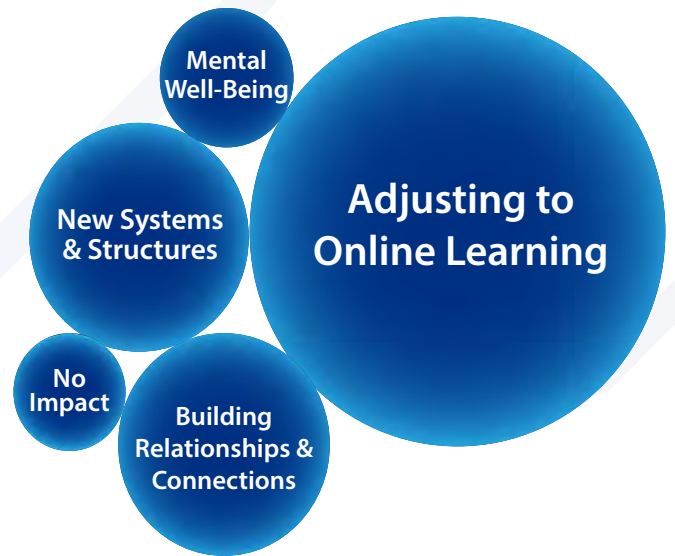 Mental
Well-Being
Adjusting to
Online Learning
New Systems
& Structures
No
Impact
Building
Relationships &
Connections